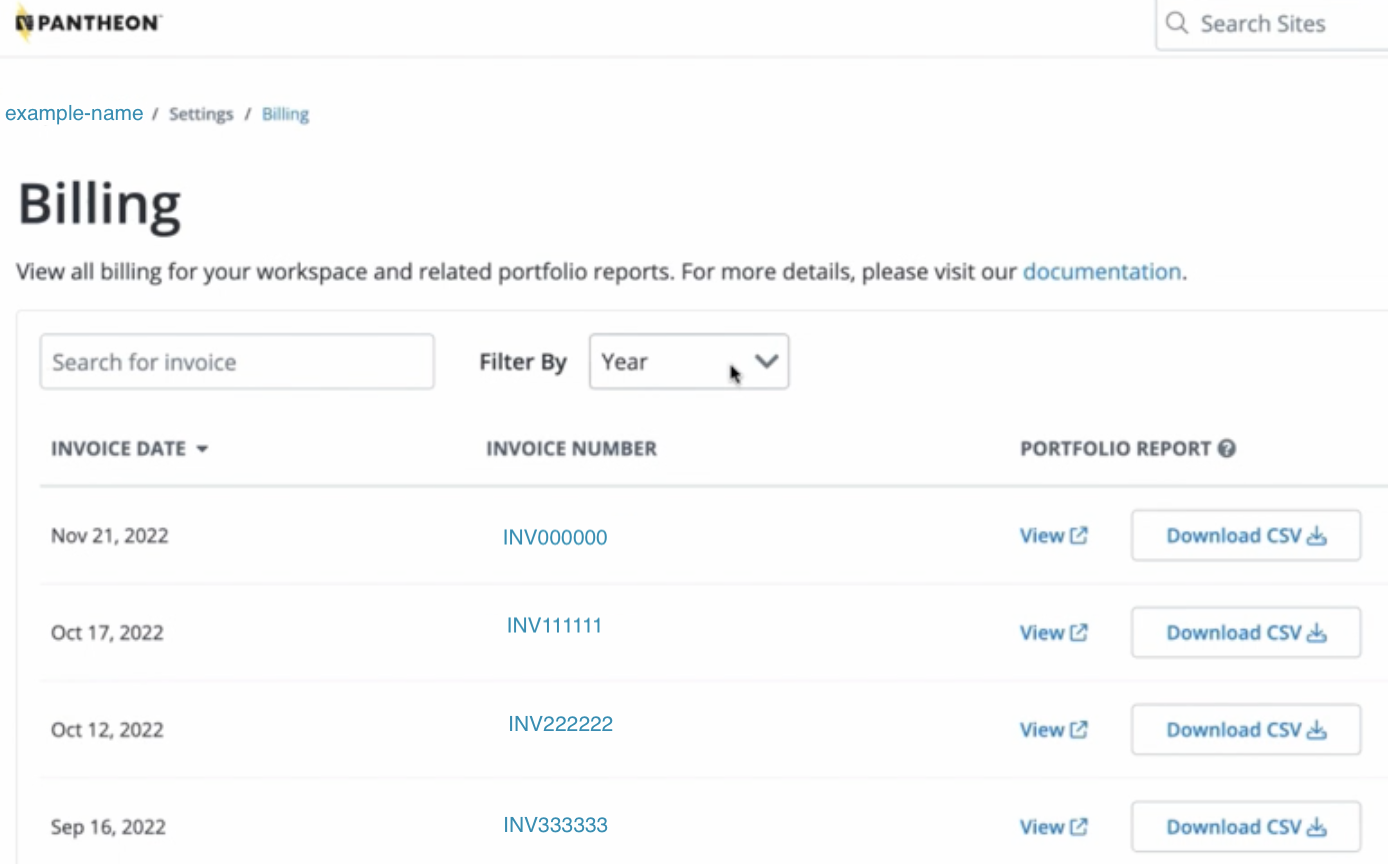 PANTHEON
Search Sites
example-name / Settings / Billing
Billing
View all billing for your workspace and related portfolio reports. For more details, please visit our documentation.
Search for invoice Filter By Year
INVOICE DATE INVOICE NUMBER PORTFOLIO REPORT ?
Nov 21, 2022 INV000000 View Download CSV
Oct 17, 2022 INV111111 View Download CSV
Oct 12, 2022 INV222222 View Download CSV
Sep 16, 2022 INV333333 View Download CSV